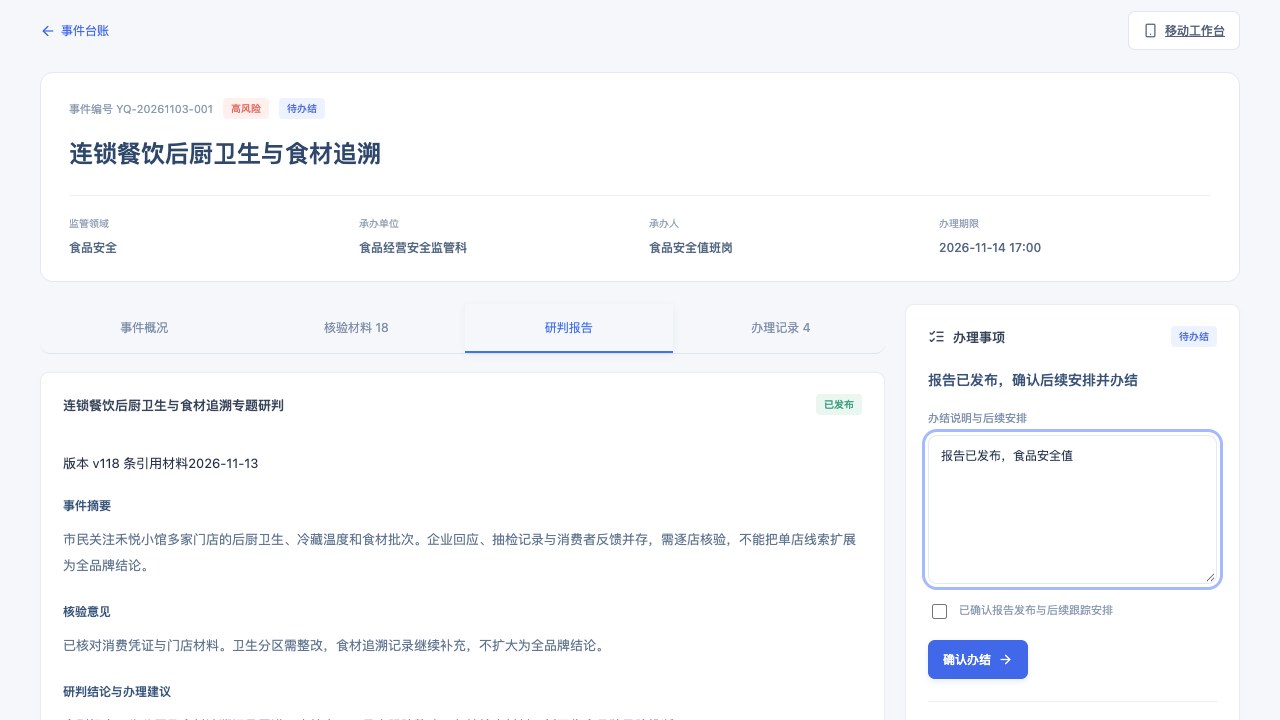 事件台账
移动工作台
事件编号 YQ-20261103-001 高风险 待办结
连锁餐饮后厨卫生与食材追溯
监管领域 承办单位 承办人 办理期限
食品安全 食品经营安全监管科 食品安全值班岗 2026-11-14 17:00
事件概况 核验材料 18 研判报告 办理记录 4
连锁餐饮后厨卫生与食材追溯专题研判 已发布
版本 v118 条引用材料2026-11-13
事件摘要
市民关注禾悦小馆多家门店的后厨卫生、冷藏温度和食材批次。企业回应、抽检记录与消费者反馈并存，需逐店核验，不能把单店线索扩展
为全品牌结论。
核验意见
已核对消费凭证与门店材料。卫生分区需整改，食材追溯记录继续补充，不扩大为全品牌结论。
研判结论与办理建议
办理事项 待办结
报告已发布，确认后续安排并办结
办结说明与后续安排
报告已发布，食品安全值
已确认报告发布与后续跟踪安排
确认办结